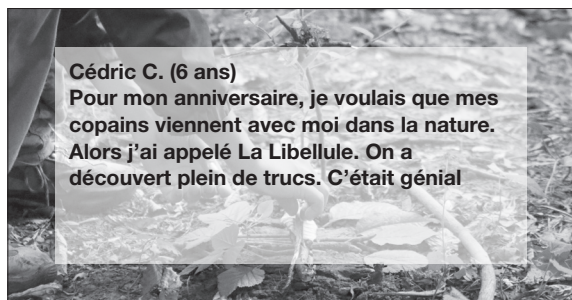 Cédric C. (6 ans)
Pour mon anniversaire, je voulais que mes
copains viennent avec moi dans la nature.
Alors j'ai appelé La Libellule. On a
découvert plein de trucs. C'était génial